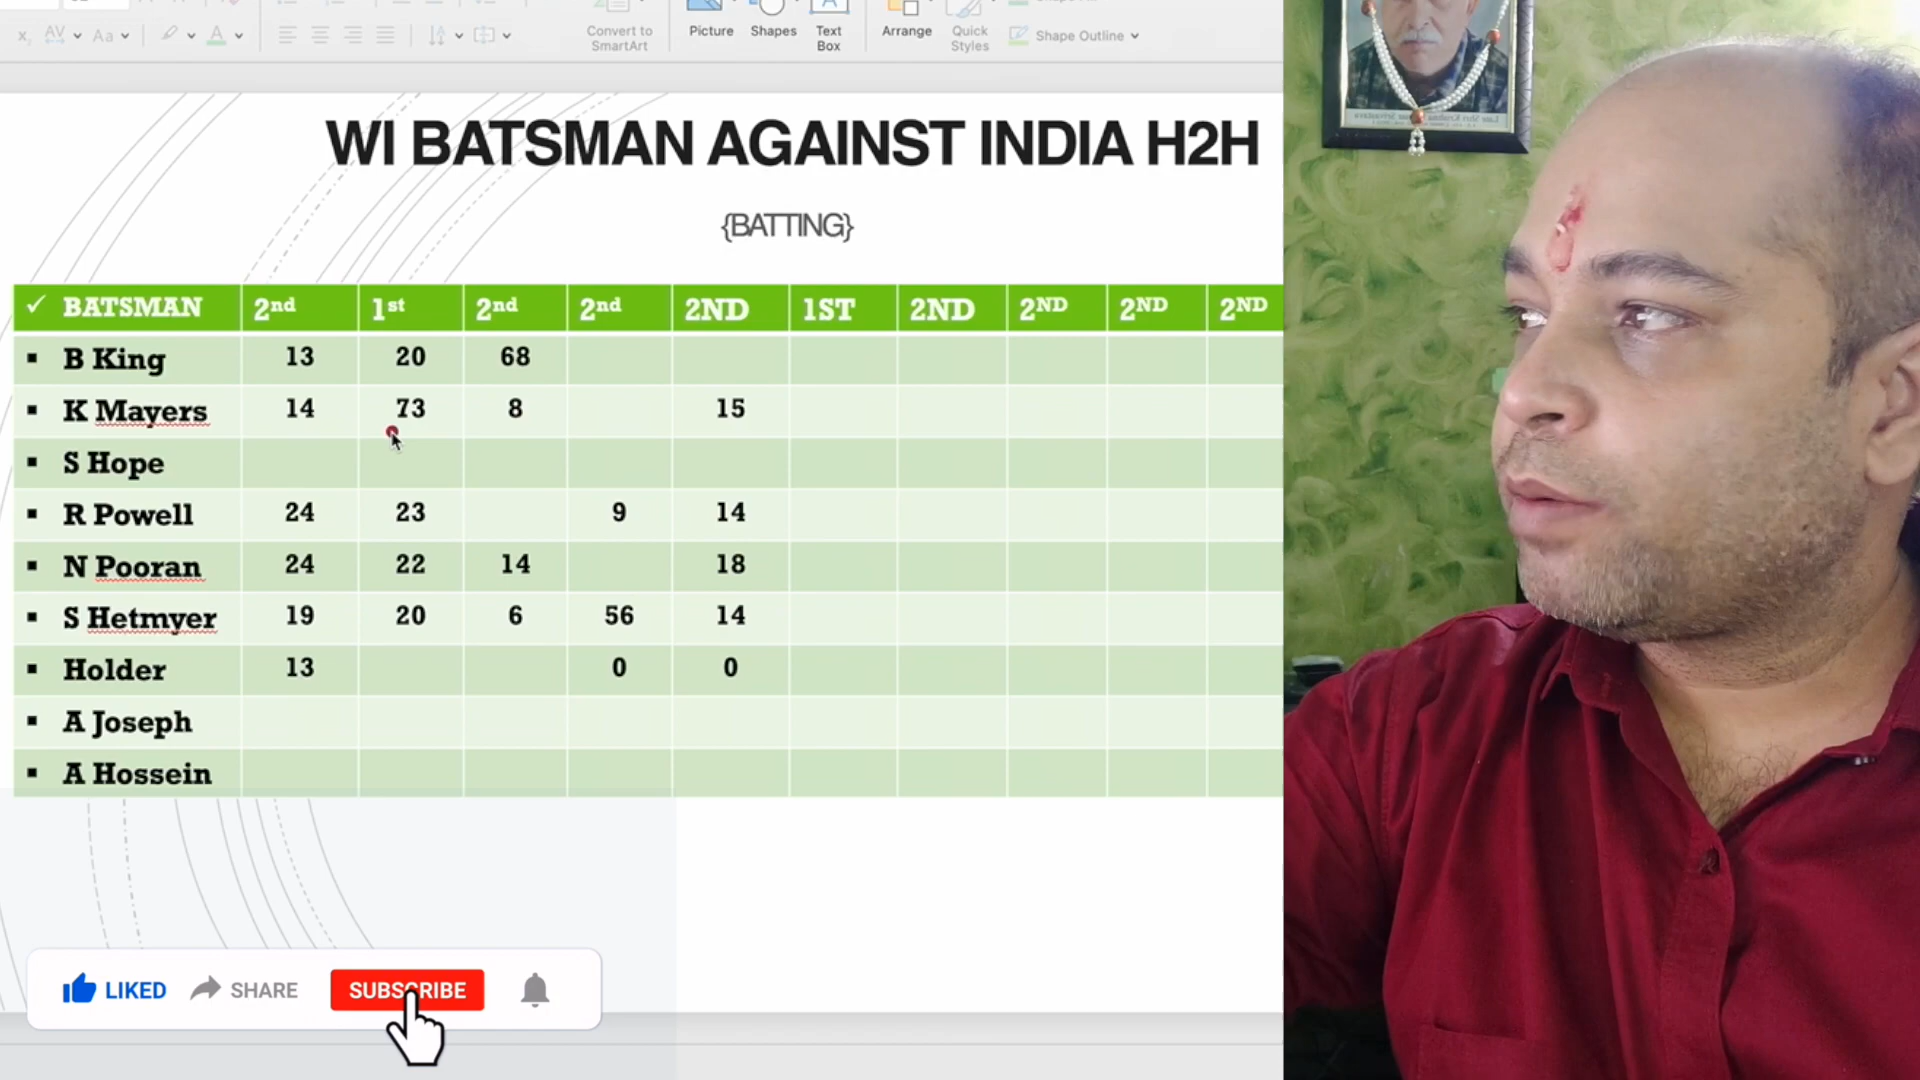 Convert to
SmartArt
Picture
Shapes
Text
Box
Arrange
Quick
Styles
Shape Outline
Aa
AV
A
A
WI BATSMAN AGAINST INDIA H2H
{BATTING}
✓ BATSMAN 2nd 1st 2nd 2nd 2ND 1ST 2ND 2ND 2ND 2ND
▪ B King 13 20 68
▪ K Mayers 14 73 8 15
▪ S Hope
▪ R Powell 24 23 9 14
▪ N Pooran 24 22 14 18
▪ S Hetmyer 19 20 6 56 14
▪ Holder 13 0 0
▪ A Joseph
▪ A Hossein
LIKED SHARE SUBSCRIBE